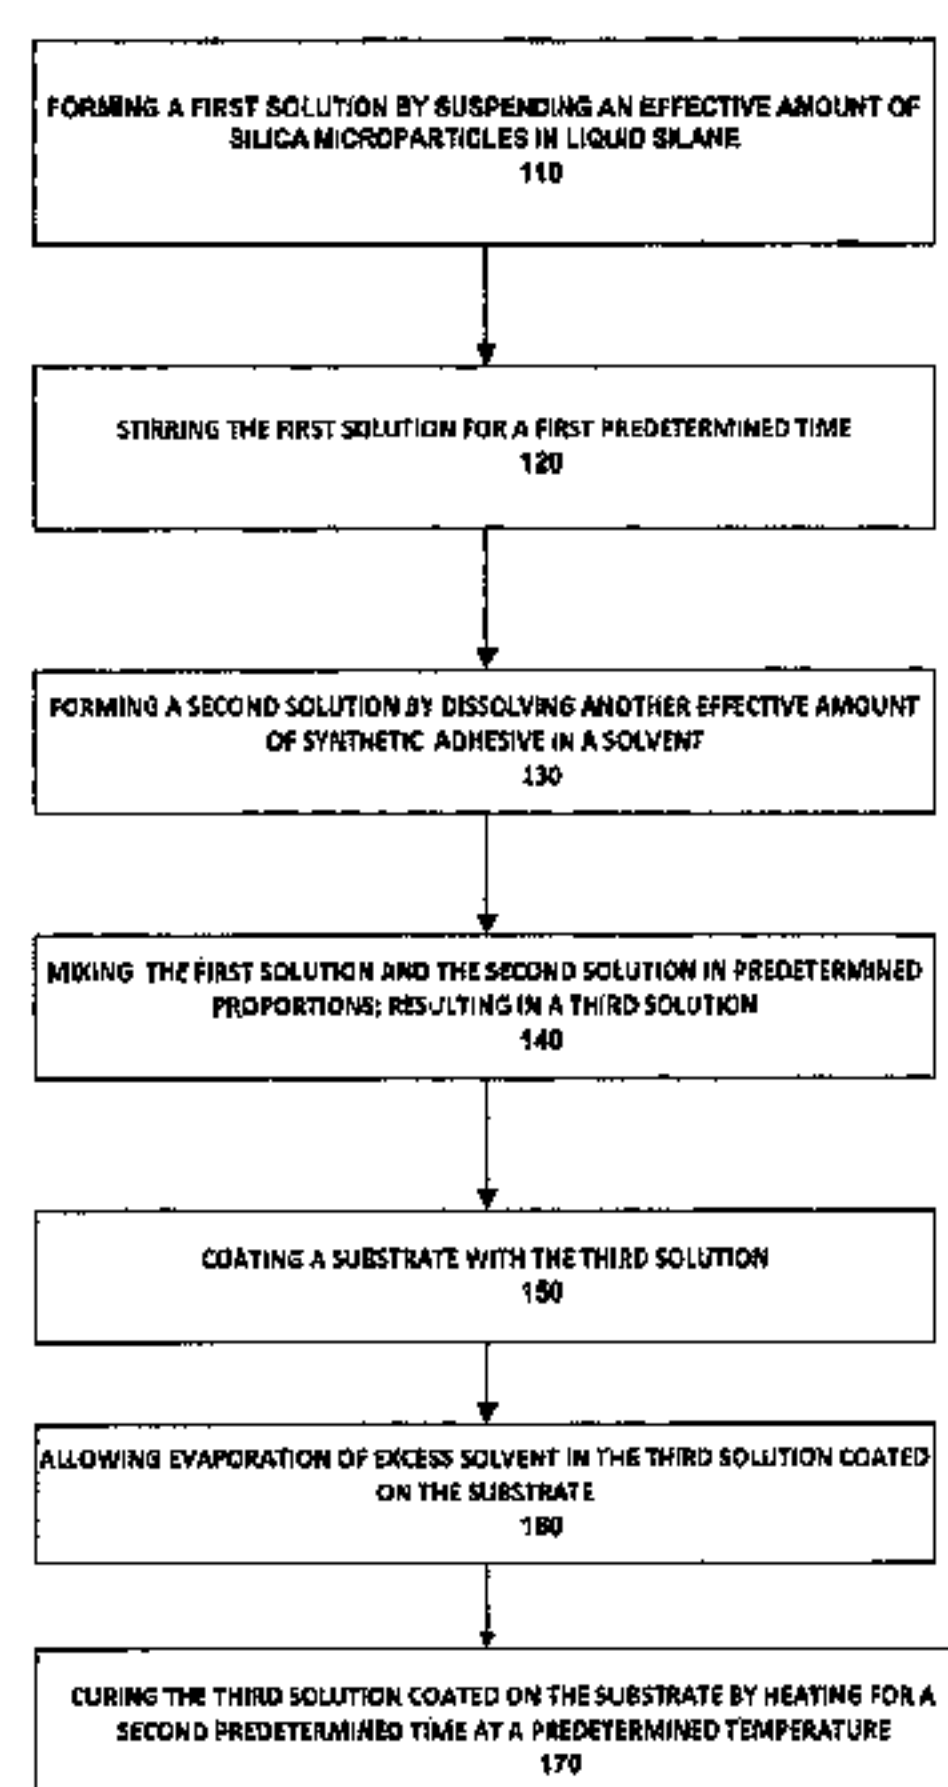 FORMING A FIRST SOLUTION BY SUSPENDING AN EFFECTIVE AMOUNT OF
SILICA MICROPARTICLES IN LIQUID SILANE
110
STIRRING THE FIRST SOLUTION FOR A FIRST PREDETERMINED TIME
120
FORMING A SECOND SOLUTION BY DISSOLVING ANOTHER EFFECTIVE AMOUNT
OF SYNTHETIC ADHESIVE IN A SOLVENT
130
MIXING THE FIRST SOLUTION AND THE SECOND SOLUTION IN PREDETERMINED
PROPORTIONS; RESULTING IN A THIRD SOLUTION
140
COATING A SUBSTRATE WITH THE THIRD SOLUTION
150
ALLOWING EVAPORATION OF EXCESS SOLVENT IN THE THIRD SOLUTION COATED
ON THE SUBSTRATE
160
CURING THE THIRD SOLUTION COATED ON THE SUBSTRATE BY HEATING FOR A
SECOND PREDETERMINED TIME AT A PREDETERMINED TEMPERATURE
170